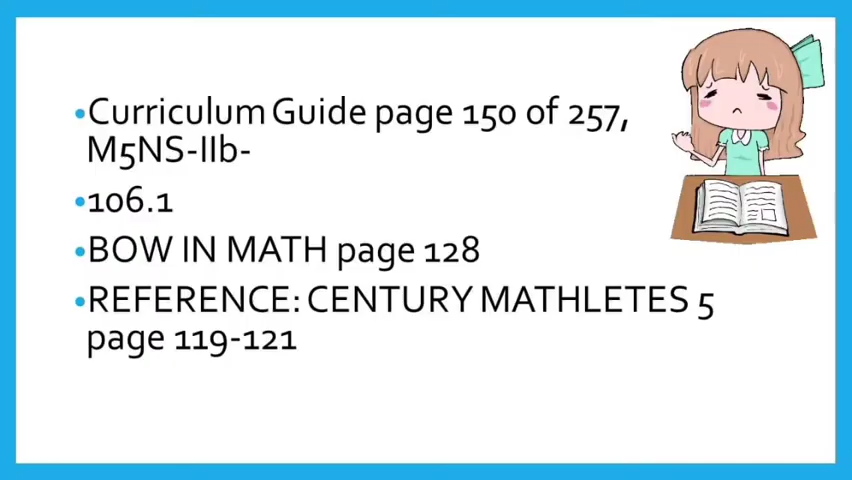 •Curriculum Guide page 150 of 257,
M5NS-IIb-
•106.1
•BOW IN MATH page 128
•REFERENCE: CENTURY MATHLETES 5
page 119-121